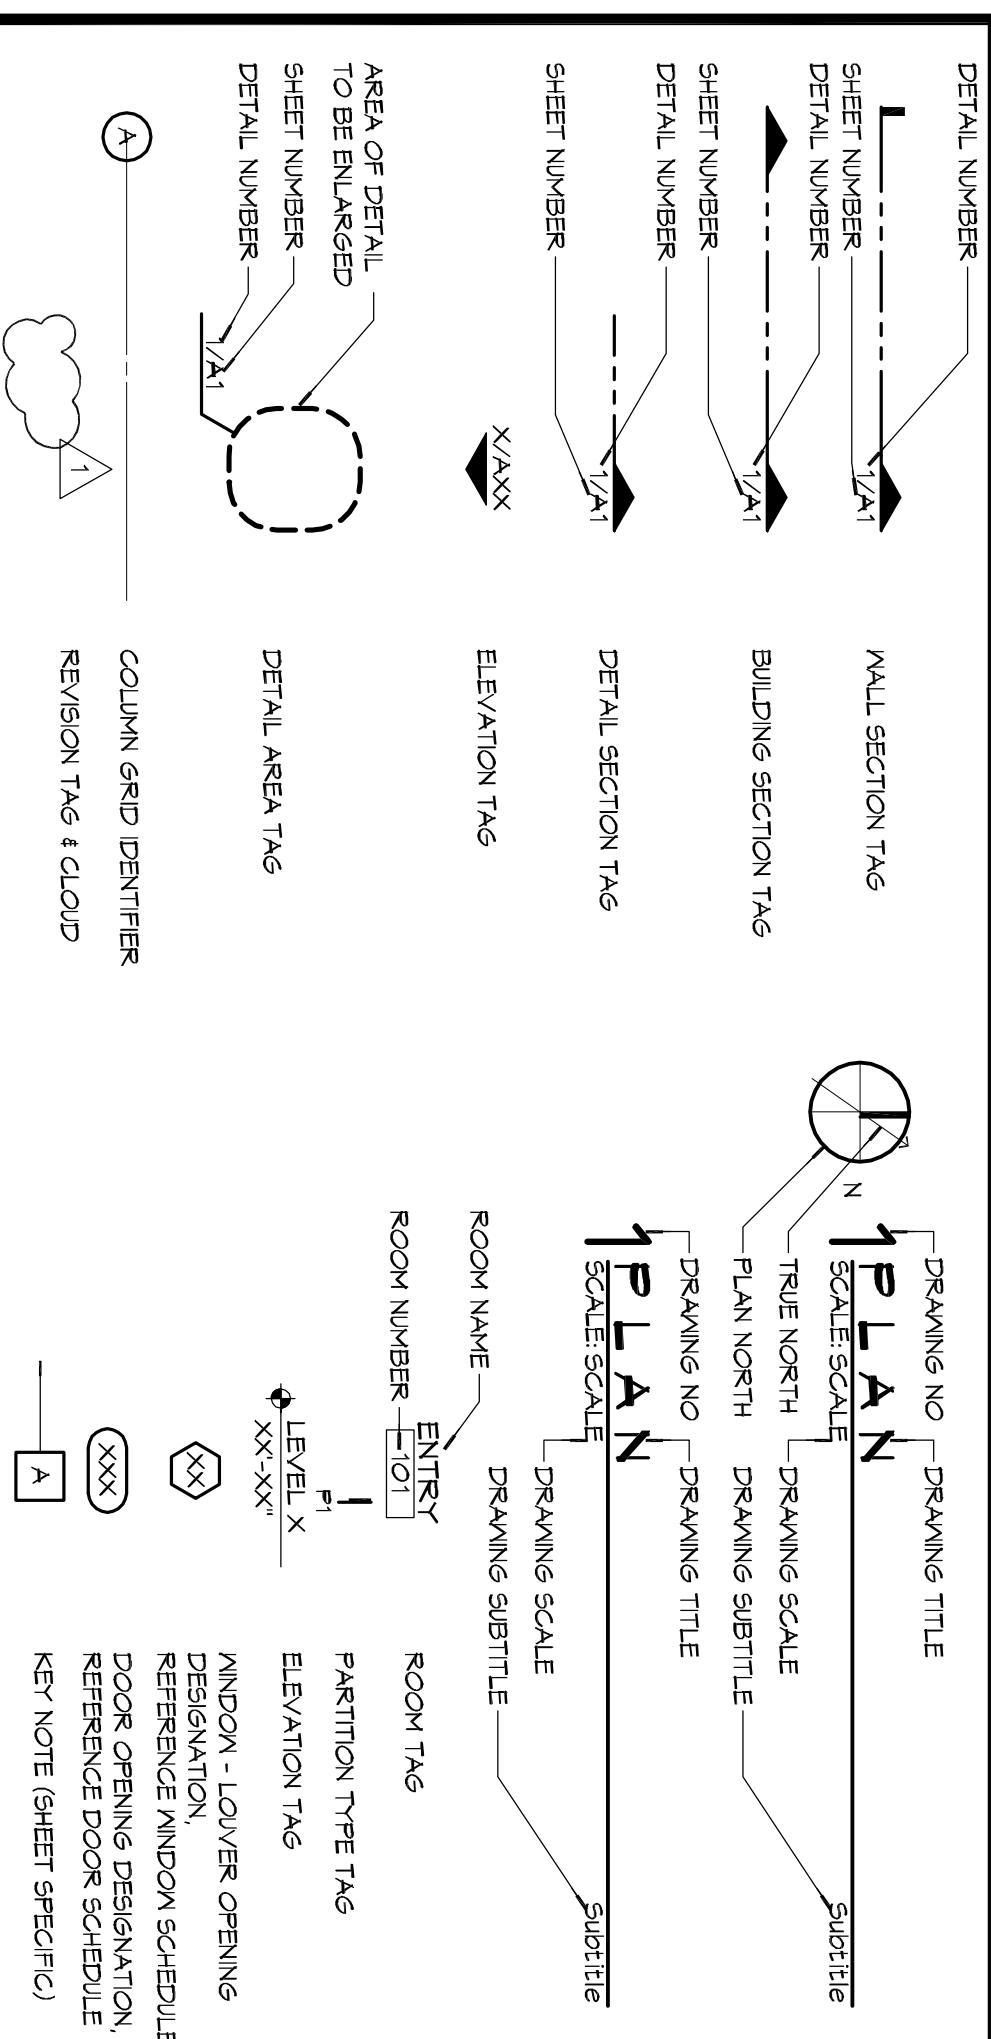 DETAIL NUMBER
SHEET NUMBER
1/A1
WALL SECTION TAG
DETAIL NUMBER
SHEET NUMBER
1/A1
BUILDING SECTION TAG
DETAIL NUMBER
SHEET NUMBER
1/A1
DETAIL SECTION TAG
X/AXX
ELEVATION TAG
AREA OF DETAIL
TO BE ENLARGED
SHEET NUMBER
DETAIL NUMBER
1/A1
DETAIL AREA TAG
A
COLUMN GRID IDENTIFIER
1
REVISION TAG & CLOUD
DRAWING NO
DRAWING TITLE
1 PLAN
N
SCALE: SCALE
Subtitle
TRUE NORTH
DRAWING SCALE
PLAN NORTH
DRAWING SUBTITLE
DRAWING NO
DRAWING TITLE
1 PLAN
SCALE: SCALE
Subtitle
DRAWING SCALE
DRAWING SUBTITLE
ROOM NAME
ENTRY
ROOM NUMBER
101
ROOM TAG
P1
PARTITION TYPE TAG
LEVEL X
XX'-XX"
ELEVATION TAG
XX
WINDOW - LOUVER OPENING
DESIGNATION,
REFERENCE WINDOW SCHEDULE
XXX
DOOR OPENING DESIGNATION,
REFERENCE DOOR SCHEDULE
A
KEY NOTE (SHEET SPECIFIC)